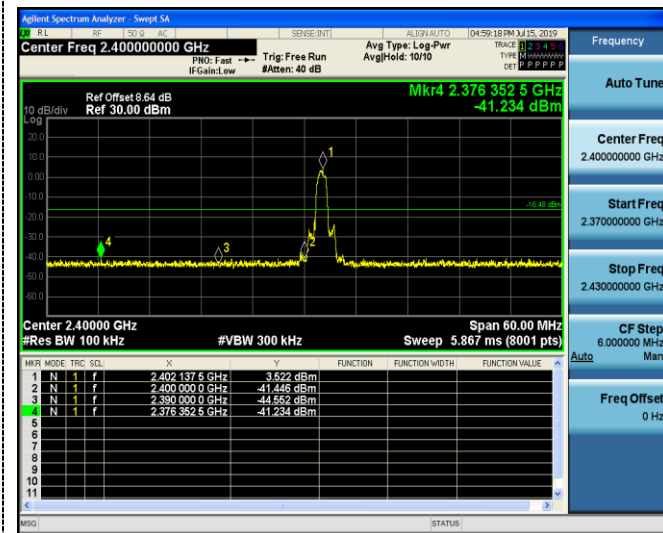 Agilent Spectrum Analyzer - Swept SA
RL RF 50 Ω AC SENSE:INT ALIGN AUTO 04:59:18 PM Jul 15, 2019
Center Freq 2.400000000 GHz
PNO: Fast
IFGain:Low
Trig: Free Run
#Atten: 40 dB
Avg Type: Log-Pwr
Avg|Hold: 10/10
TRACE 1 2 3 4 5 6
TYPE M
DET P P P P P P
Ref Offset 8.64 dB
Ref 30.00 dBm
10 dB/div
Log
Mkr4 2.376 352 5 GHz
-41.234 dBm
20.0
10.0
0.00
-10.0
-20.0
-30.0
-40.0
-50.0
-60.0
1
2
3
4
-16.48 dBm
Center 2.40000 GHz
Span 60.00 MHz
#Res BW 100 kHz
#VBW 300 kHz
Sweep 5.867 ms (8001 pts)
MKR MODE TRC SCL X Y FUNCTION FUNCTION WIDTH FUNCTION VALUE
1 N 1 f 2.402 137 5 GHz 3.522 dBm
2 N 1 f 2.400 000 0 GHz -41.446 dBm
3 N 1 f 2.390 000 0 GHz -44.552 dBm
4 N 1 f 2.376 352 5 GHz -41.234 dBm
5
6
7
8
9
10
11
MSG
STATUS
Frequency
Auto Tune
Center Freq
2.400000000 GHz
Start Freq
2.370000000 GHz
Stop Freq
2.430000000 GHz
CF Step
6.000000 MHz
Auto Man
Freq Offset
0 Hz